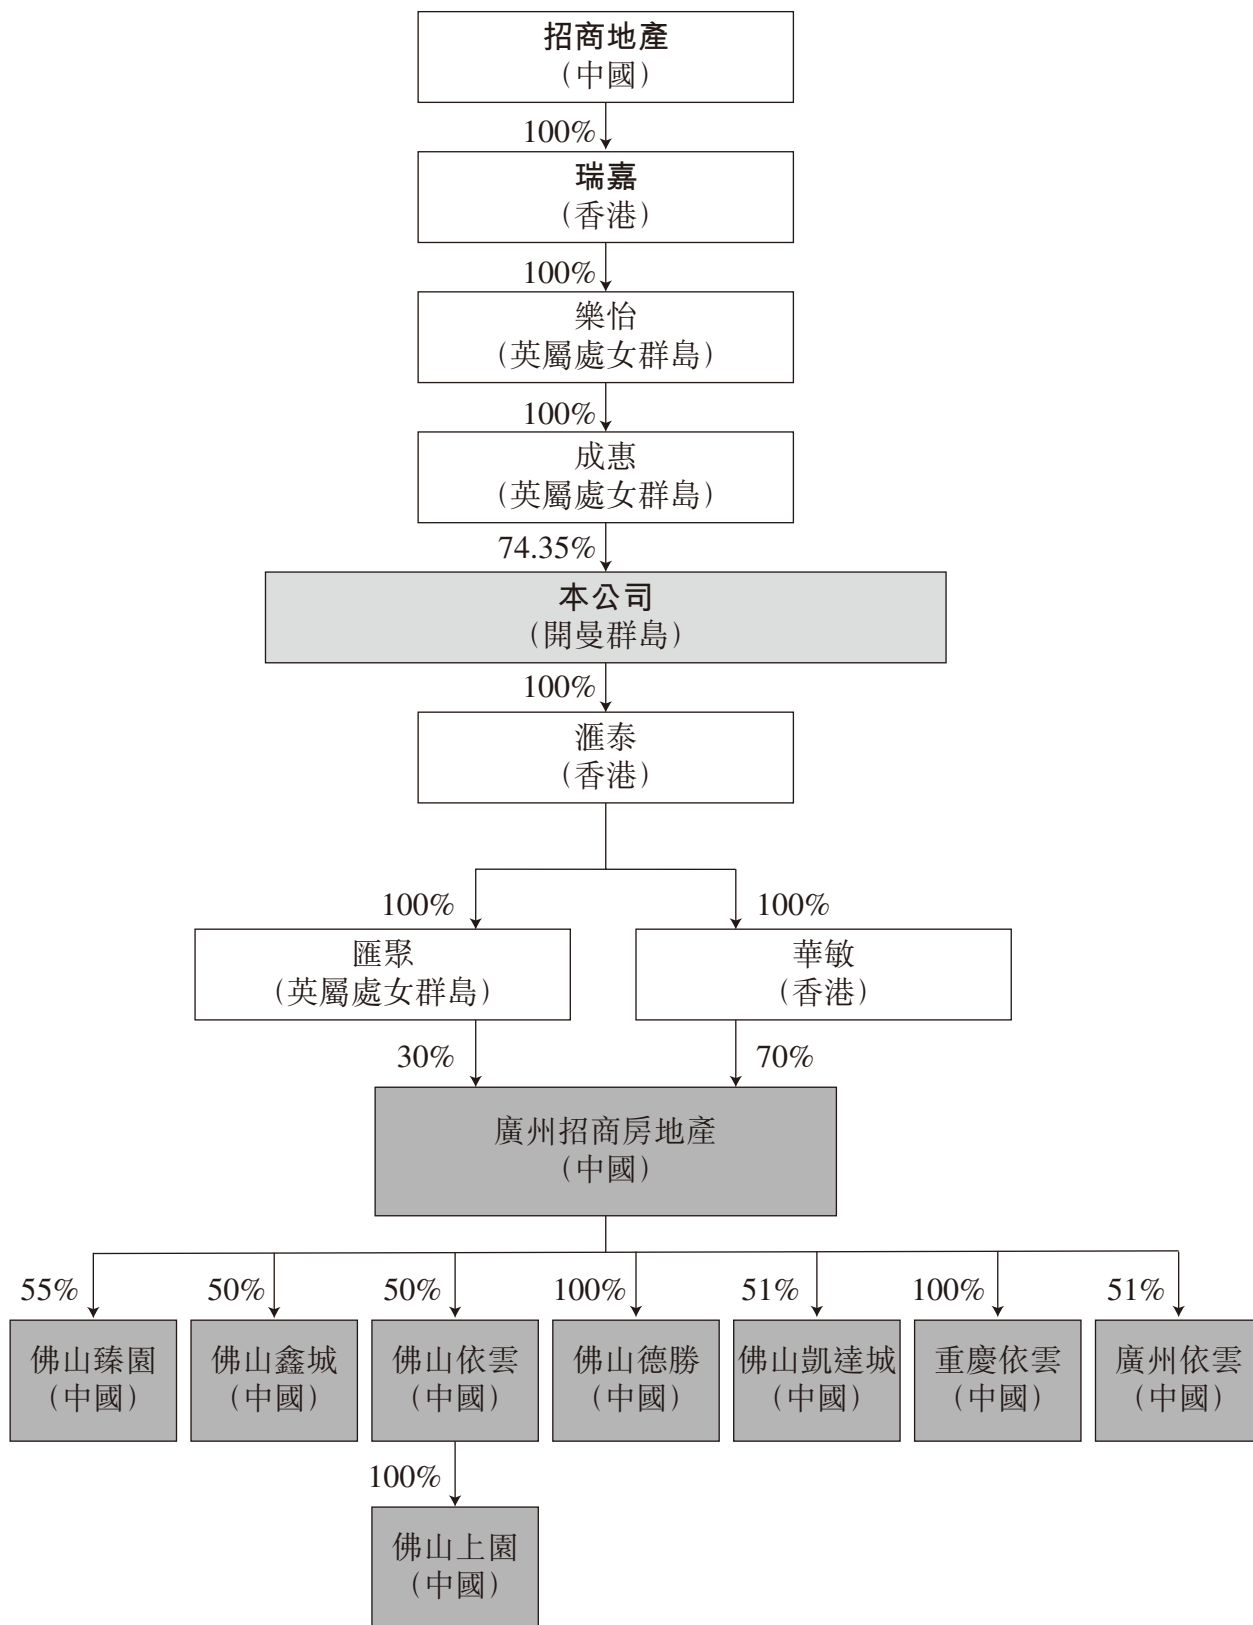 招商地產
（中國）
100%
瑞嘉
（香港）
100%
樂怡
（英屬處女群島）
100%
成惠
（英屬處女群島）
74.35%
本公司
（開曼群島）
100%
滙泰
（香港）
100%
100%
匯聚
（英屬處女群島）
華敏
（香港）
30%
70%
廣州招商房地產
（中國）
55%
50%
50%
100%
51%
100%
51%
佛山臻園
（中國）
佛山鑫城
（中國）
佛山依雲
（中國）
佛山德勝
（中國）
佛山凱達城
（中國）
重慶依雲
（中國）
廣州依雲
（中國）
100%
佛山上園
（中國）